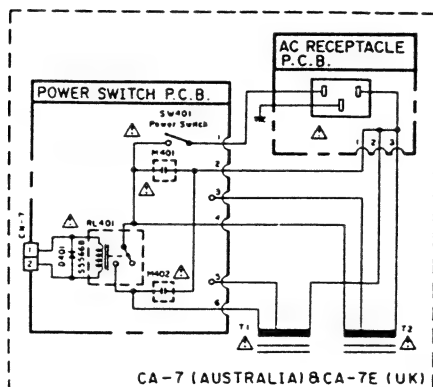 AC RECEPTACLE
P.C.B.
POWER SWITCH P.C.B.
SW401
Power Switch
1
M401
2
1 2 3
3
RL401
4
CN-7
1
2
D401
S5566B
M402
5
6
T1
T2
CA-7 (AUSTRALIA) & CA-7E (UK)